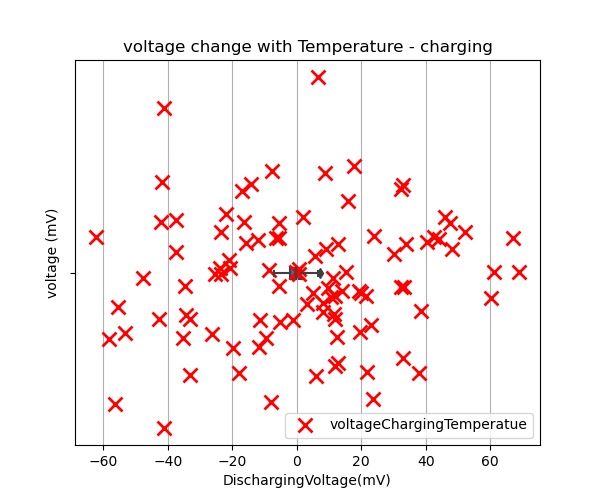 voltage change with Temperature - charging
voltage (mV)
voltageChargingTemperatue
−60 −40 −20 0 20 40 60
DischargingVoltage(mV)